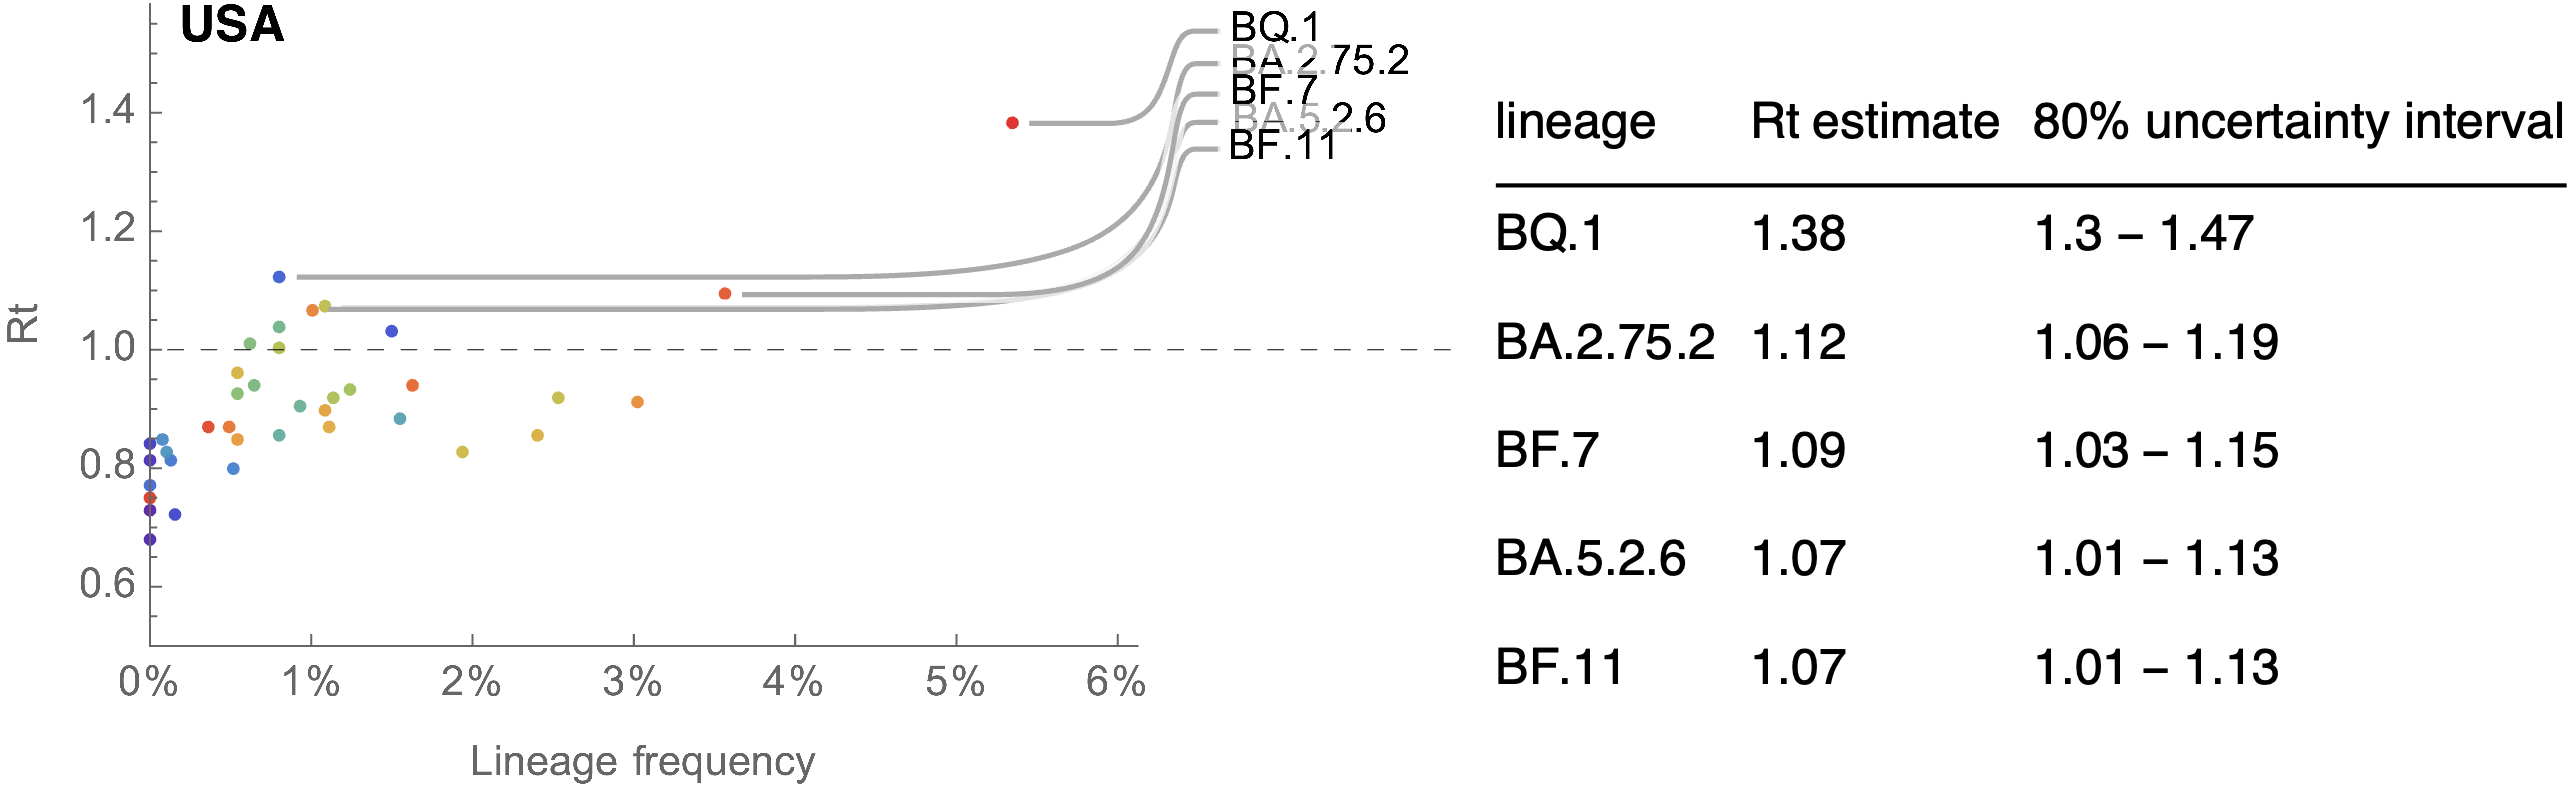 USA
BQ.1
BA.2.75.2
BF.7
BA.5.2.6
BF.11
1.4
1.2
1.0
0.8
0.6
Rt
0% 1% 2% 3% 4% 5% 6%
Lineage frequency
lineage Rt estimate 80% uncertainty interval
BQ.1 1.38 1.3 – 1.47
BA.2.75.2 1.12 1.06 – 1.19
BF.7 1.09 1.03 – 1.15
BA.5.2.6 1.07 1.01 – 1.13
BF.11 1.07 1.01 – 1.13